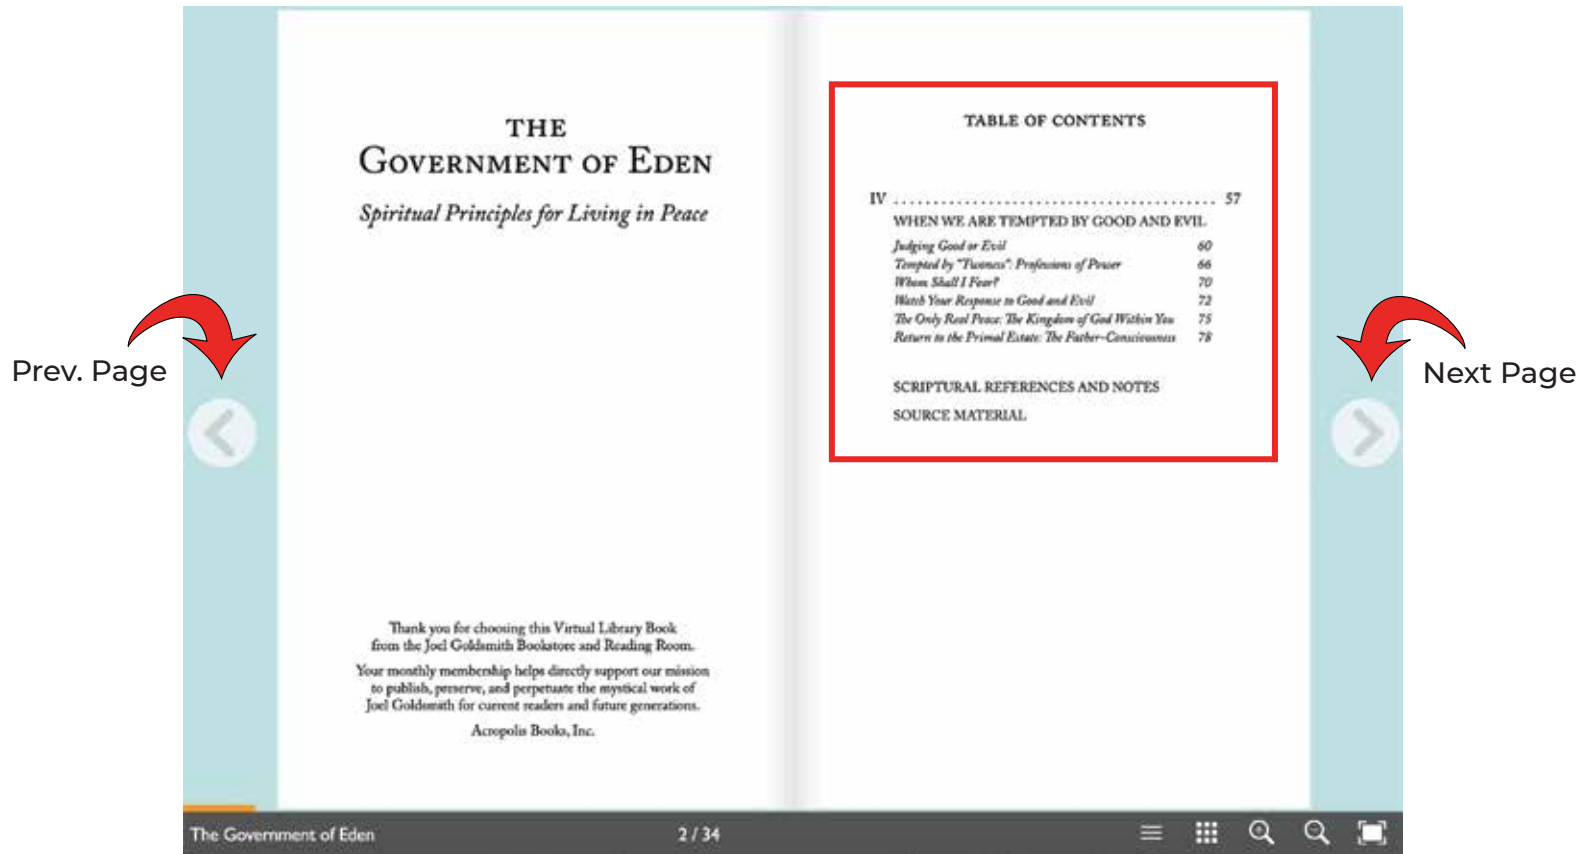 THE
GOVERNMENT OF EDEN
Spiritual Principles for Living in Peace
Thank you for choosing this Virtual Library Book
from the Joel Goldsmith Bookstore and Reading Room.
Your monthly membership helps directly support our mission
to publish, preserve, and perpetuate the mystical work of
Joel Goldsmith for current readers and future generations.
Acropolis Books, Inc.
TABLE OF CONTENTS
IV ........................................ 57
WHEN WE ARE TEMPTED BY GOOD AND EVIL
Judging Good or Evil 60
Tempted by "Twoness": Professions of Power 66
Whom Shall I Fear? 70
Watch Your Response to Good and Evil 72
The Only Real Peace: The Kingdom of God Within You 75
Return to the Primal Estate: The Father-Consciousness 78
SCRIPTURAL REFERENCES AND NOTES
SOURCE MATERIAL
Prev. Page
Next Page
The Government of Eden
2 / 34